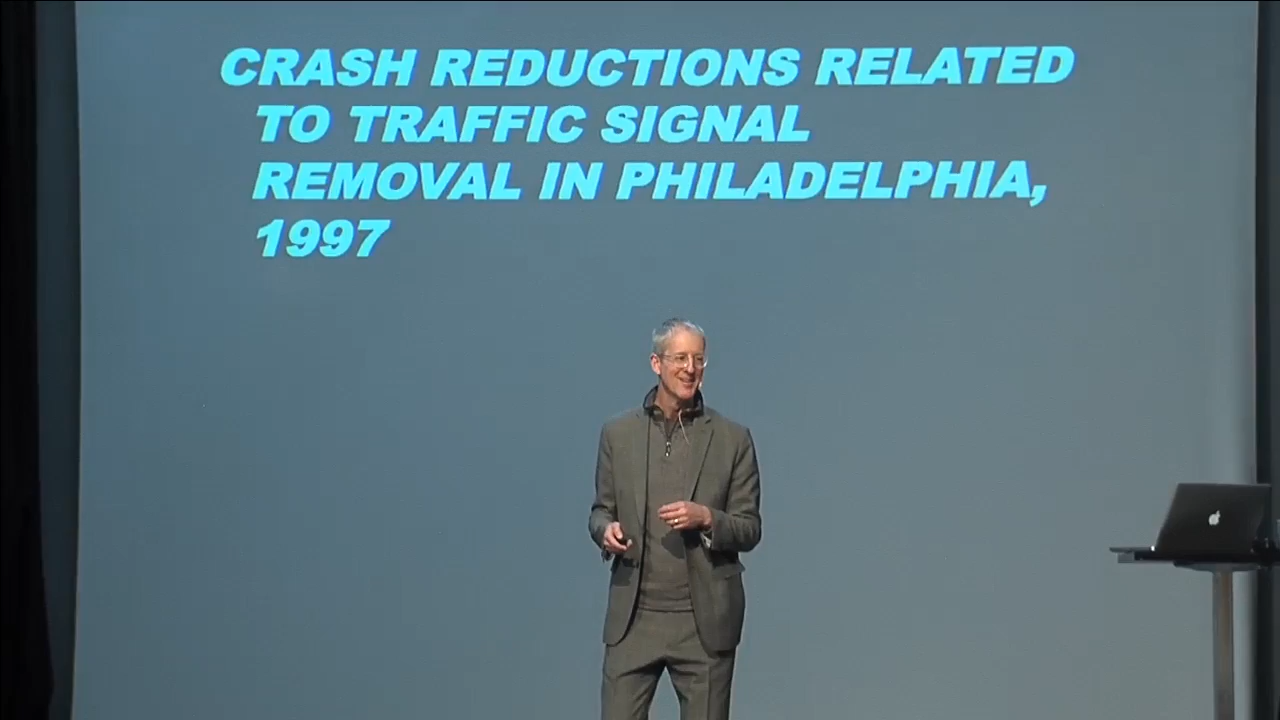 CRASH REDUCTIONS RELATED
TO TRAFFIC SIGNAL
REMOVAL IN PHILADELPHIA,
1997